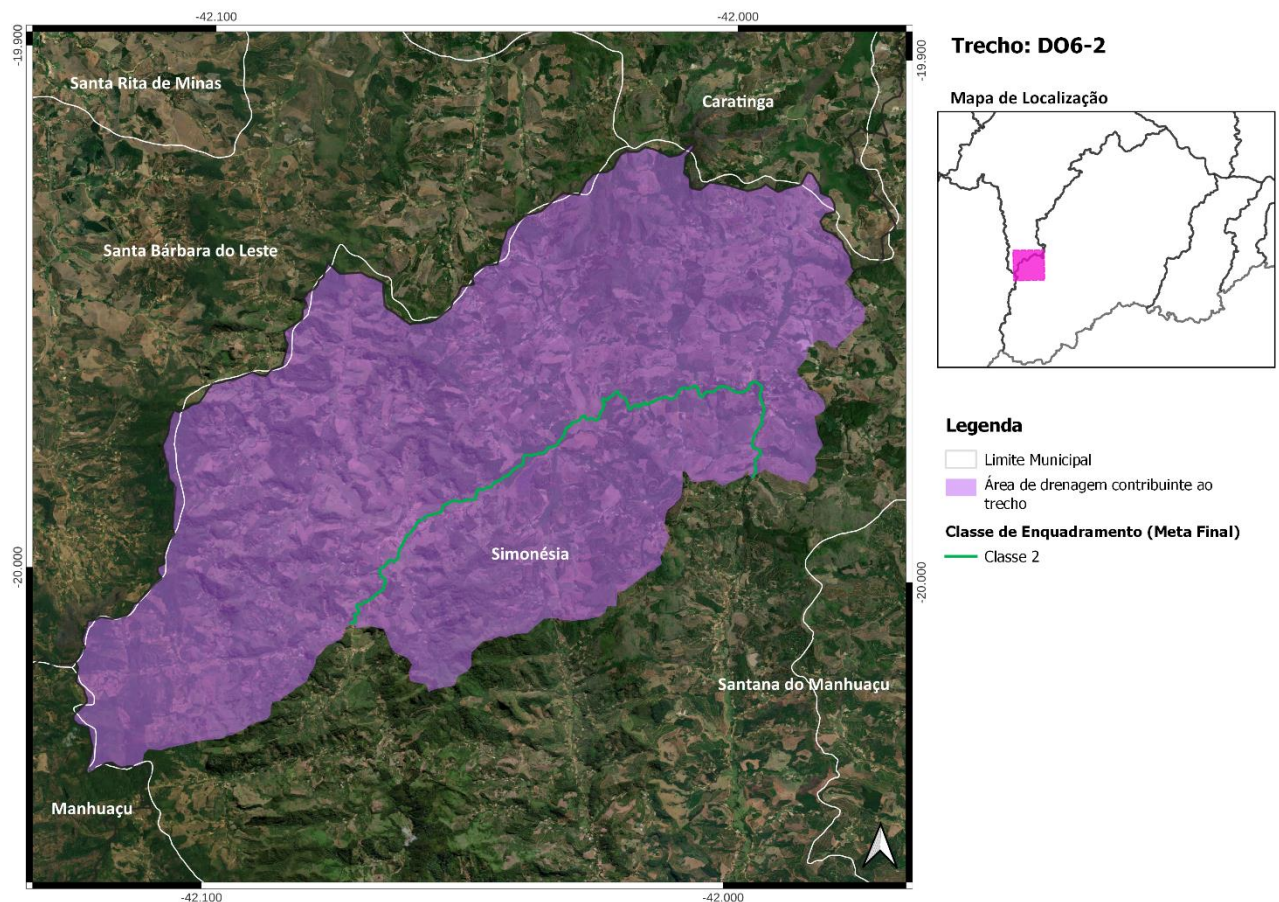 -42.100
-42.000
-19.900
-19.900
Trecho: DO6-2
Santa Rita de Minas
Caratinga
Mapa de Localização
Santa Bárbara do Leste
Legenda
Limite Municipal
Área de drenagem contribuinte ao
trecho
Classe de Enquadramento (Meta Final)
Classe 2
Simonésia
-20.000
-20.000
Santana do Manhuaçu
Manhuaçu
-42.100
-42.000